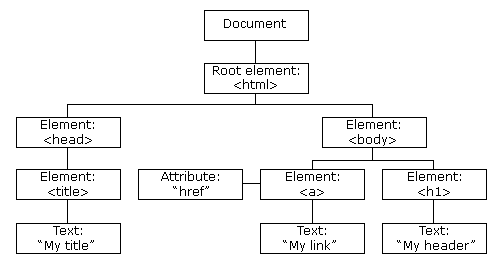 Document
Root element:
<html>
Element:
<head>
Element:
<body>
Element:
<title>
Attribute:
“href”
Element:
<a>
Element:
<h1>
Text:
“My title”
Text:
“My link”
Text:
“My header”